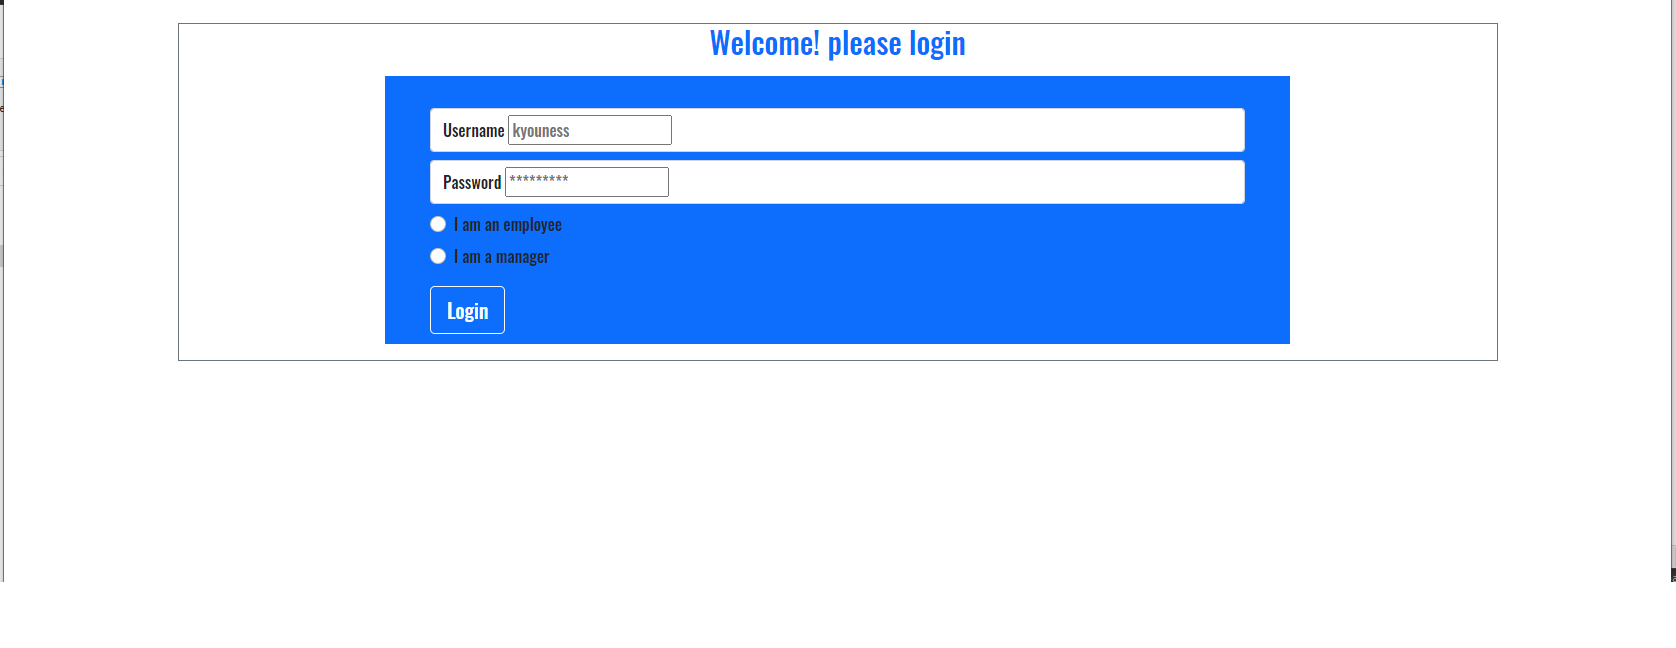 Welcome! please login
Username kyouness
Password *********
I am an employee
I am a manager
Login